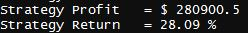 Strategy Profit   = $ 280900.5
Strategy Return   = 28.09 %